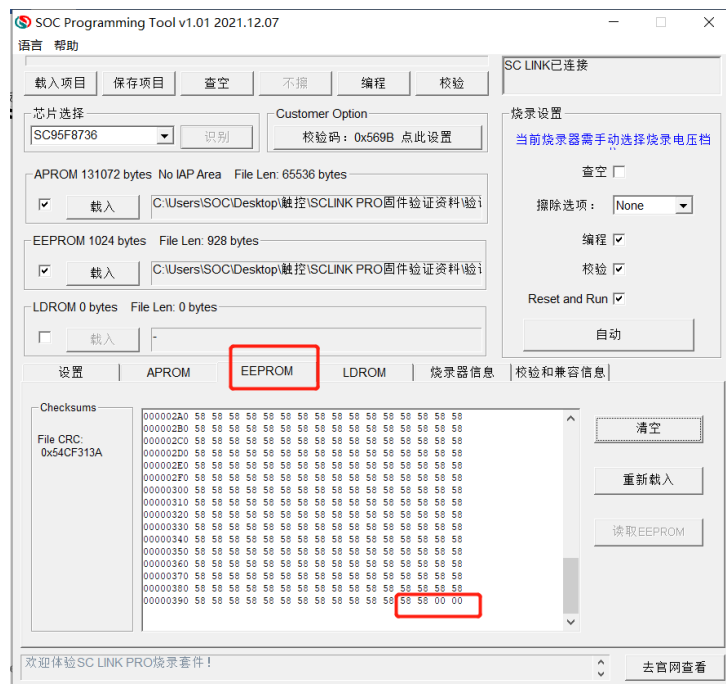 SOC Programming Tool v1.01 2021.12.07
语言 帮助
载入项目 保存项目 查空 不擦 编程 校验
SC LINK已连接
芯片选择
SC95F8736 识别
Customer Option
校验码：0x569B 点此设置
烧录设置
当前烧录器需手动选择烧录电压档
查空
擦除选项： None
编程
校验
Reset and Run
自动
APROM 131072 bytes No IAP Area File Len: 65536 bytes
载入 C:\Users\SOC\Desktop\触控\SCLINK PRO固件验证资料\验
EEPROM 1024 bytes File Len: 928 bytes
载入 C:\Users\SOC\Desktop\触控\SCLINK PRO固件验证资料\验
LDROM 0 bytes File Len: 0 bytes
载入 -
设置 APROM EEPROM LDROM 烧录器信息 校验和兼容信息
Checksums
File CRC:
0x54CF313A
000002A0 58 58 58 58 58 58 58 58 58 58 58 58 58 58 58 58
000002B0 58 58 58 58 58 58 58 58 58 58 58 58 58 58 58 58
000002C0 58 58 58 58 58 58 58 58 58 58 58 58 58 58 58 58
000002D0 58 58 58 58 58 58 58 58 58 58 58 58 58 58 58 58
000002E0 58 58 58 58 58 58 58 58 58 58 58 58 58 58 58 58
000002F0 58 58 58 58 58 58 58 58 58 58 58 58 58 58 58 58
00000300 58 58 58 58 58 58 58 58 58 58 58 58 58 58 58 58
00000310 58 58 58 58 58 58 58 58 58 58 58 58 58 58 58 58
00000320 58 58 58 58 58 58 58 58 58 58 58 58 58 58 58 58
00000330 58 58 58 58 58 58 58 58 58 58 58 58 58 58 58 58
00000340 58 58 58 58 58 58 58 58 58 58 58 58 58 58 58 58
00000350 58 58 58 58 58 58 58 58 58 58 58 58 58 58 58 58
00000360 58 58 58 58 58 58 58 58 58 58 58 58 58 58 58 58
00000370 58 58 58 58 58 58 58 58 58 58 58 58 58 58 58 58
00000380 58 58 58 58 58 58 58 58 58 58 58 58 58 58 58 58
00000390 58 58 58 58 58 58 58 58 58 58 58 58 58 58 00 00
清空
重新载入
读取EEPROM
欢迎体验SC LINK PRO烧录套件！
去官网查看